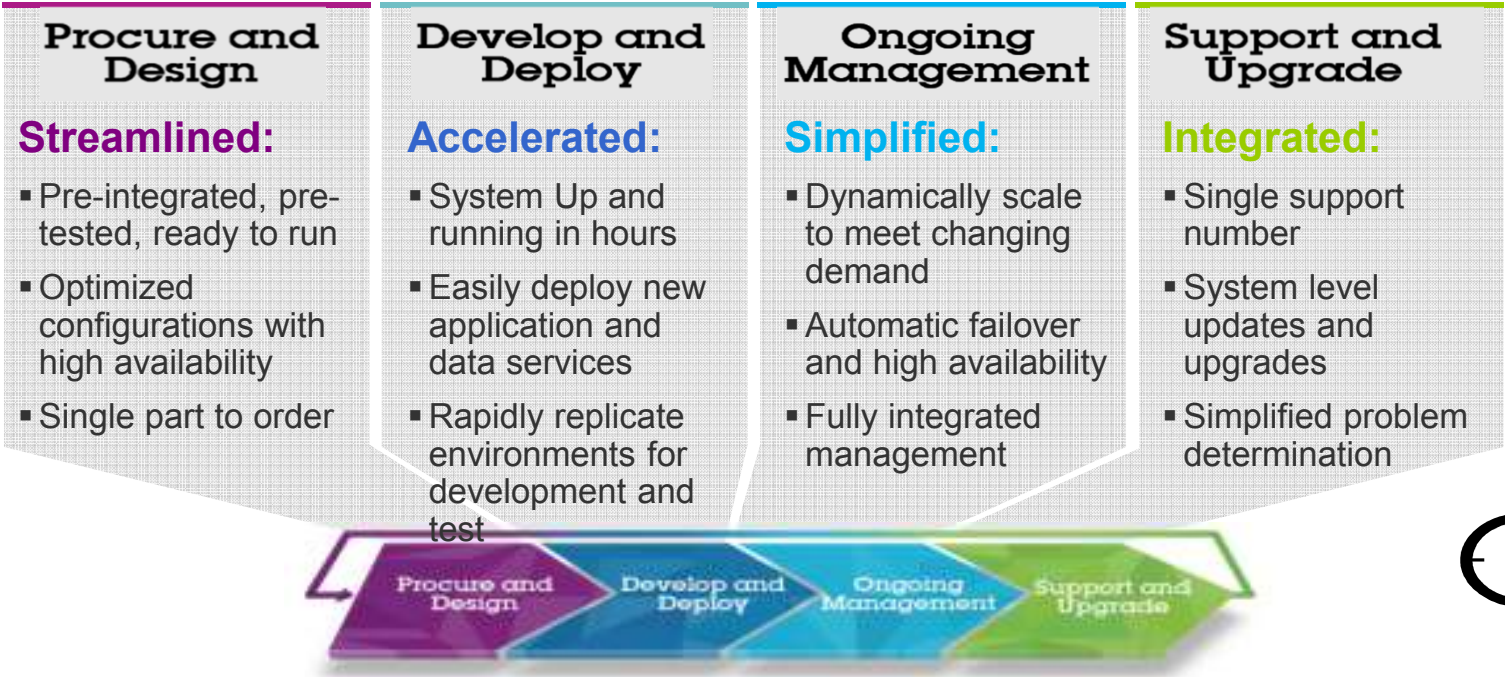 Procure and
Design
Streamlined:
▪ Pre-integrated, pre-
tested, ready to run
▪ Optimized
configurations with
high availability
▪ Single part to order
Develop and
Deploy
Accelerated:
▪ System Up and
running in hours
▪ Easily deploy new
application and
data services
▪ Rapidly replicate
environments for
development and
test
Ongoing
Management
Simplified:
▪ Dynamically scale
to meet changing
demand
▪ Automatic failover
and high availability
▪ Fully integrated
management
Support and
Upgrade
Integrated:
▪ Single support
number
▪ System level
updates and
upgrades
▪ Simplified problem
determination
Procure and
Design
Develop and
Deploy
Ongoing
Management
Support and
Upgrade